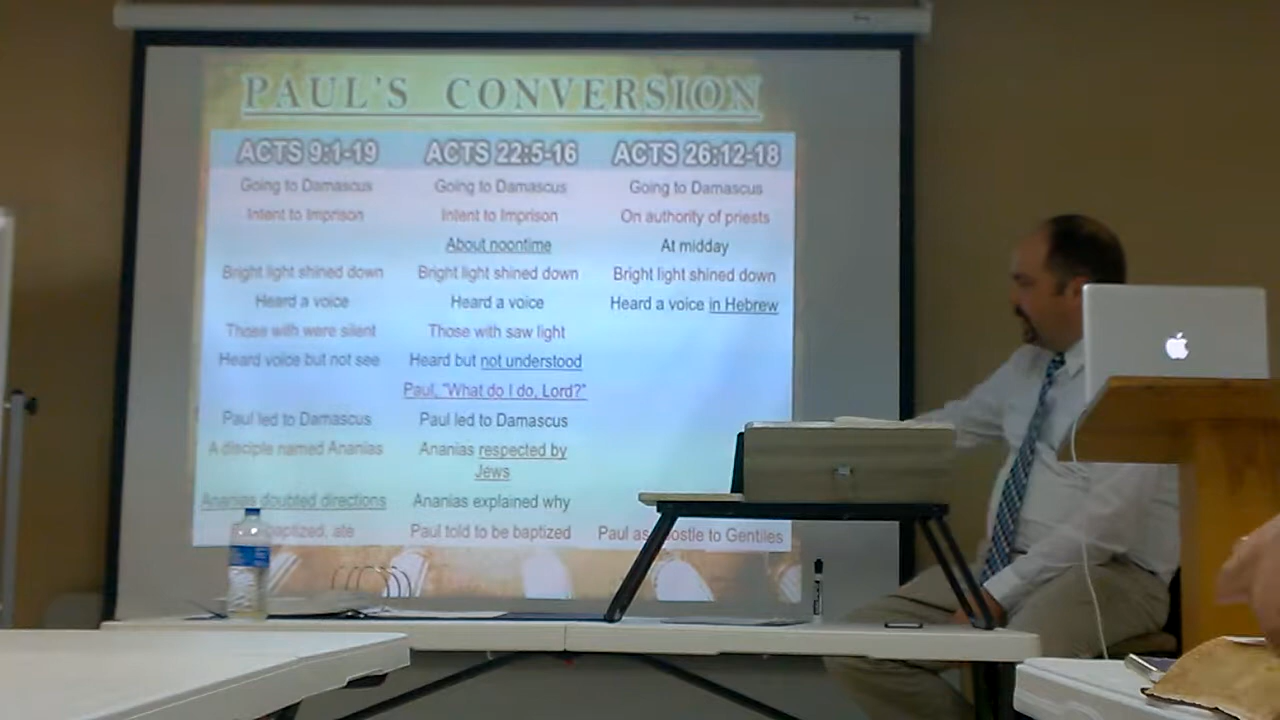 PAUL'S CONVERSION
ACTS 9:1-19 ACTS 22:5-16 ACTS 26:12-18
Going to Damascus Going to Damascus Going to Damascus
Intent to Imprison Intent to Imprison On authority of priests
About noontime At midday
Bright light shined down Bright light shined down Bright light shined down
Heard a voice Heard a voice Heard a voice in Hebrew
Those with were silent Those with saw light
Heard voice but not see Heard but not understood
Paul, "What do I do, Lord?"
Paul led to Damascus Paul led to Damascus
A disciple named Ananias Ananias respected by
Jews
Ananias doubted directions Ananias explained why
baptized, ate Paul told to be baptized Paul as to Gentiles